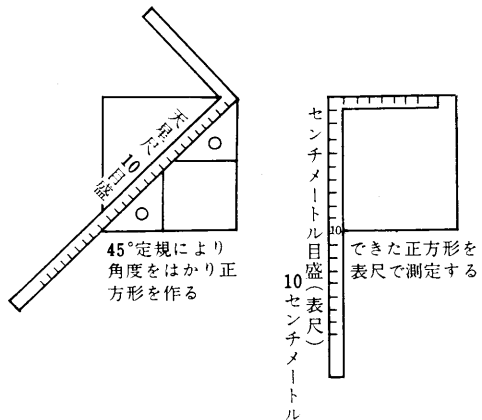 天星尺
10目盛
45°定規により
角度をはかり正
方形を作る
センチメートル目盛(表尺)
10
10センチメートル
できた正方形を
表尺で測定する